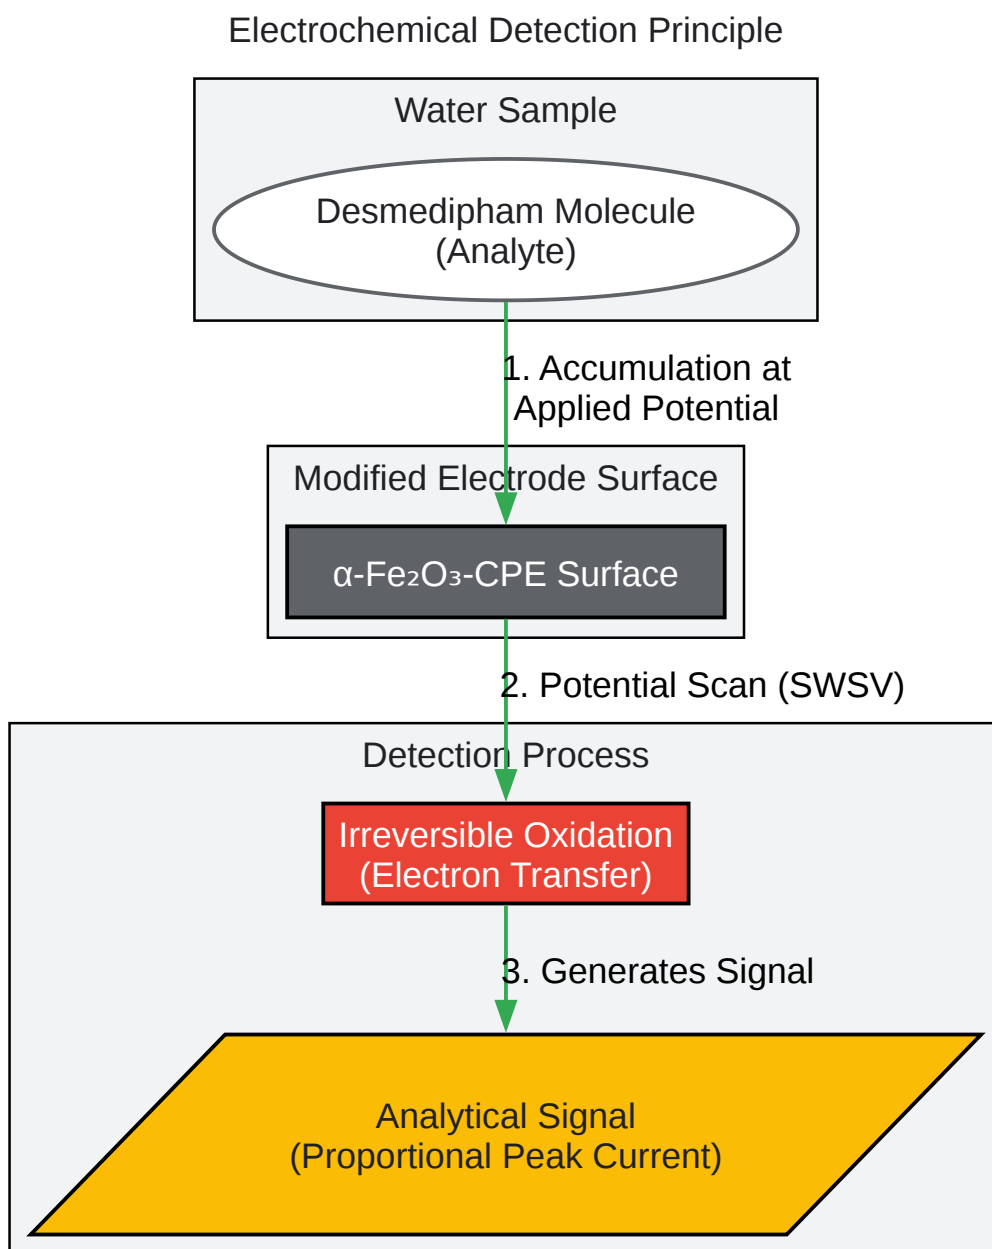 Electrochemical Detection Principle
Water Sample
Desmedipham Molecule
(Analyte)
1. Accumulation at
Applied Potential
Modified Electrode Surface
α-Fe₂O₃-CPE Surface
2. Potential Scan (SWSV)
Detection Process
Irreversible Oxidation
(Electron Transfer)
3. Generates Signal
Analytical Signal
(Proportional Peak Current)